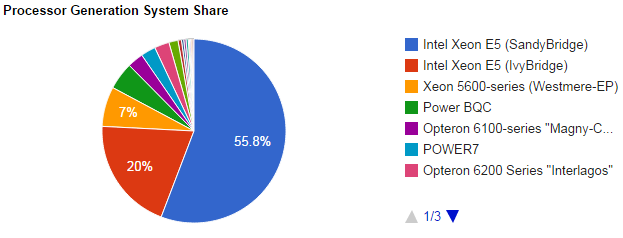 Processor Generation System Share
55.8%
20%
7%
Intel Xeon E5 (SandyBridge)
Intel Xeon E5 (IvyBridge)
Xeon 5600-series (Westmere-EP)
Power BQC
Opteron 6100-series "Magny-C...
POWER7
Opteron 6200 Series "Interlagos"
1/3